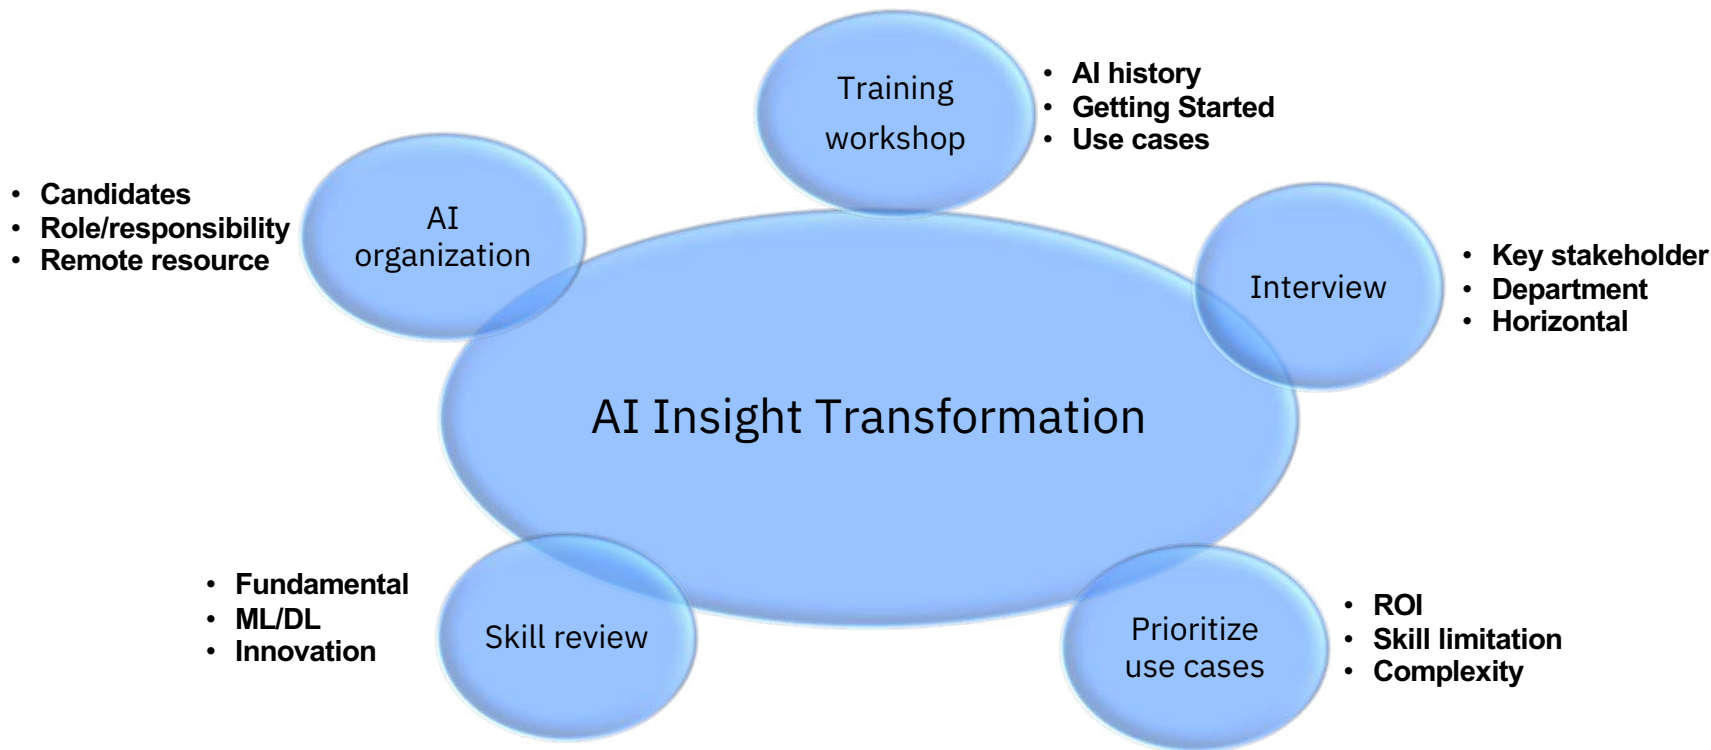 Training
workshop
• AI history
• Getting Started
• Use cases
• Candidates
• Role/responsibility
• Remote resource
AI
organization
Interview
• Key stakeholder
• Department
• Horizontal
AI Insight Transformation
• Fundamental
• ML/DL
• Innovation
Skill review
Prioritize
use cases
• ROI
• Skill limitation
• Complexity